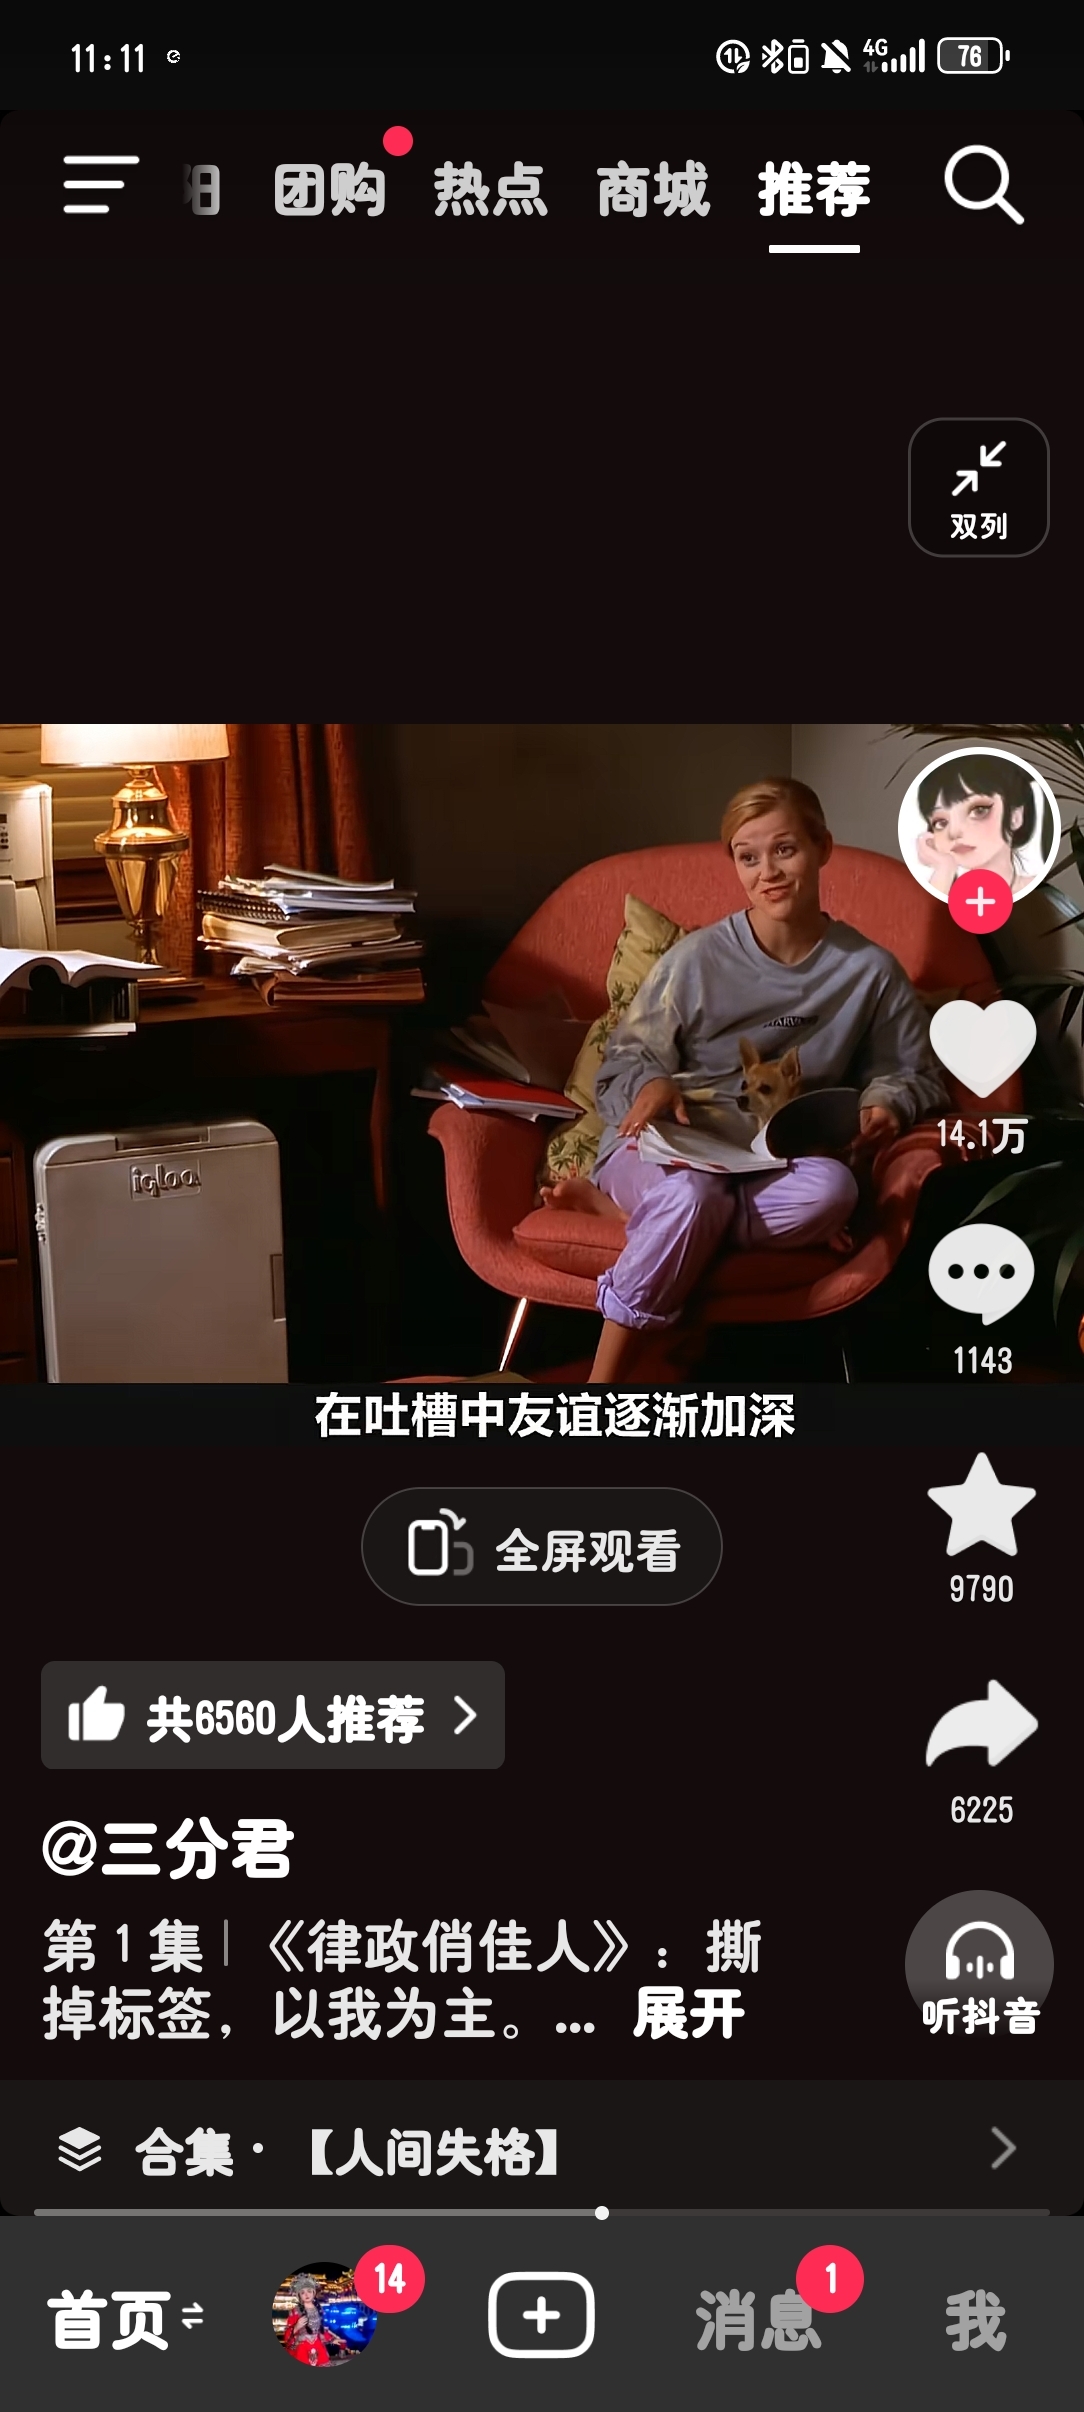 11:11
4G
76
团购
热点
商城
推荐
双列
HARVARD
igloo
14.1万
1143
在吐槽中友谊逐渐加深
全屏观看
9790
共6560人推荐
6225
@三分君
第1集 | 《律政俏佳人》：撕
掉标签，以我为主。... 展开
听抖音
合集·【人间失格】
首页
14
消息
1
我